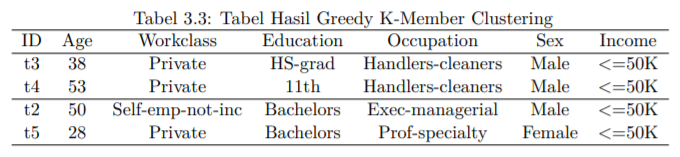 Tabel 3.3: Tabel Hasil Greedy K-Member Clustering
ID Age Workclass Education Occupation Sex Income
t3 38 Private HS-grad Handlers-cleaners Male <=50K
t4 53 Private 11th Handlers-cleaners Male <=50K
t2 50 Self-emp-not-inc Bachelors Exec-managerial Male <=50K
t5 28 Private Bachelors Prof-specialty Female <=50K